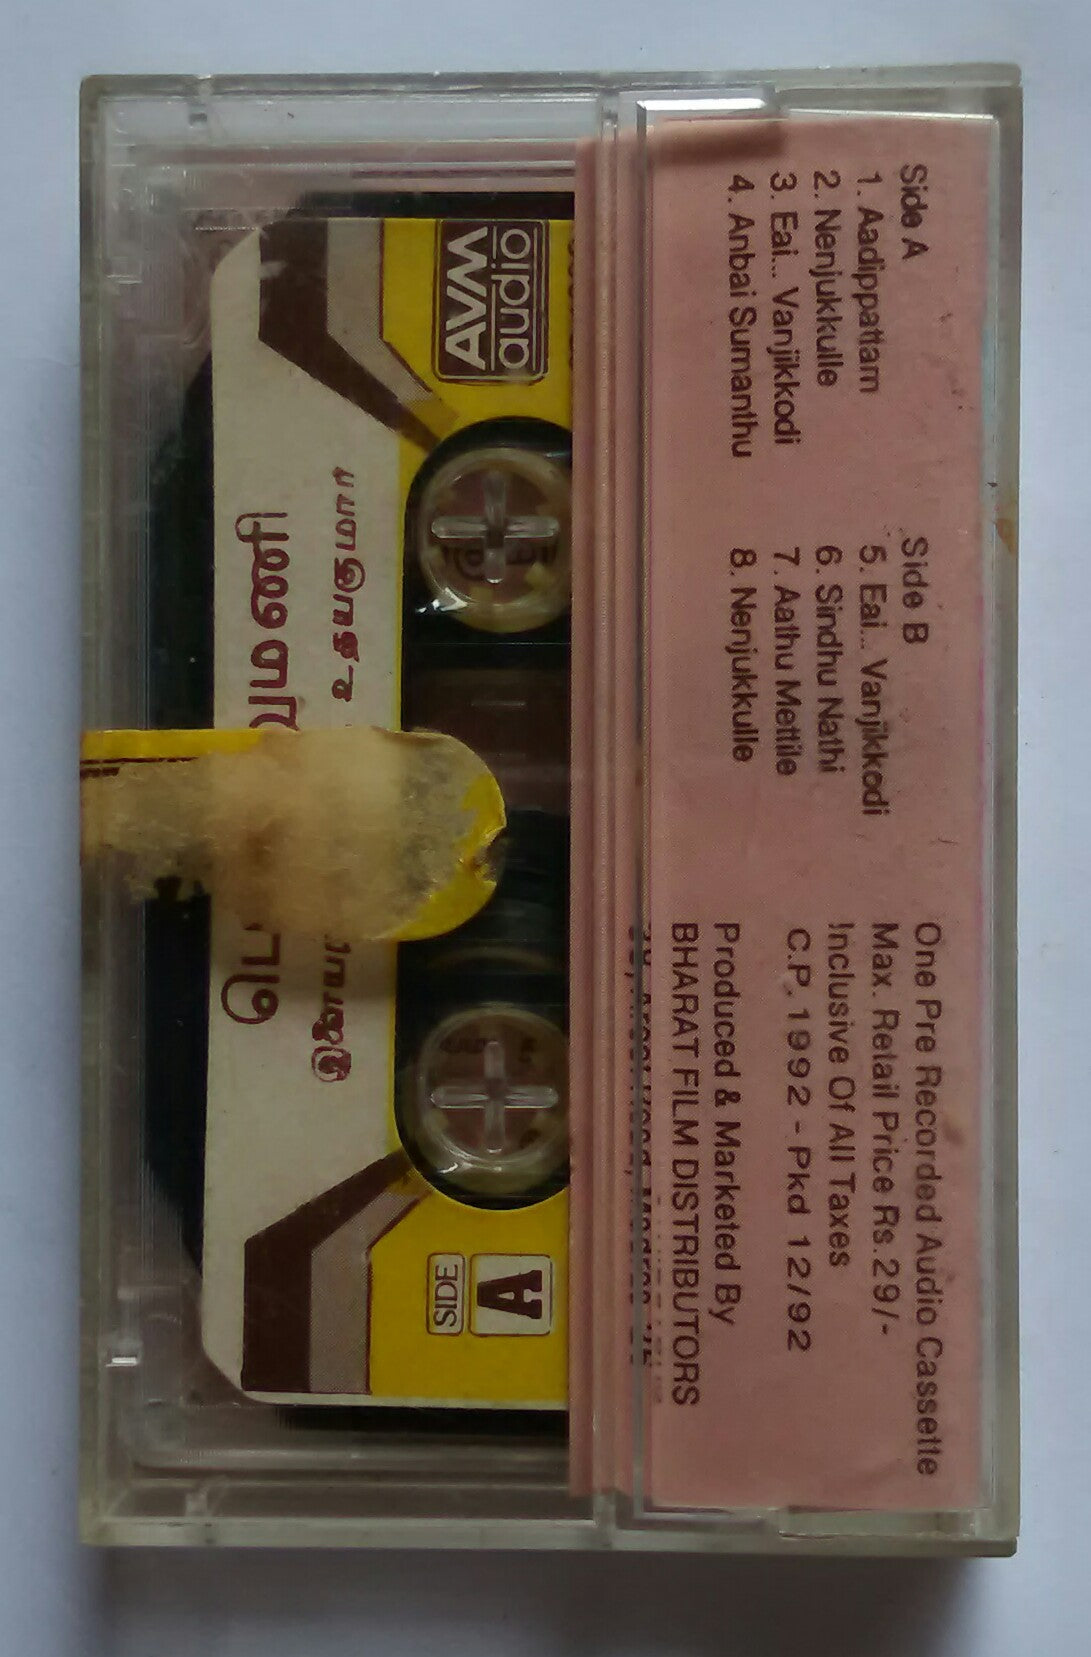 Side A
1. Aadippattam
2. Nenjukkulle
3. Eai... Vanjikkodi
4. Anbai Sumanthu
Side B
5. Eai... Vanjikkodi
6. Sindhu Nathi
7. Aathu Mettile
8. Nenjukkulle
One Pre Recorded Audio Cassette
Max. Retail Price Rs. 29/-
Inclusive Of All Taxes
C.P. 1992 - Pkd 12/92
Produced & Marketed By
BHARAT FILM DISTRIBUTORS
AVM
audio
உதயகுமார்
SIDE
A